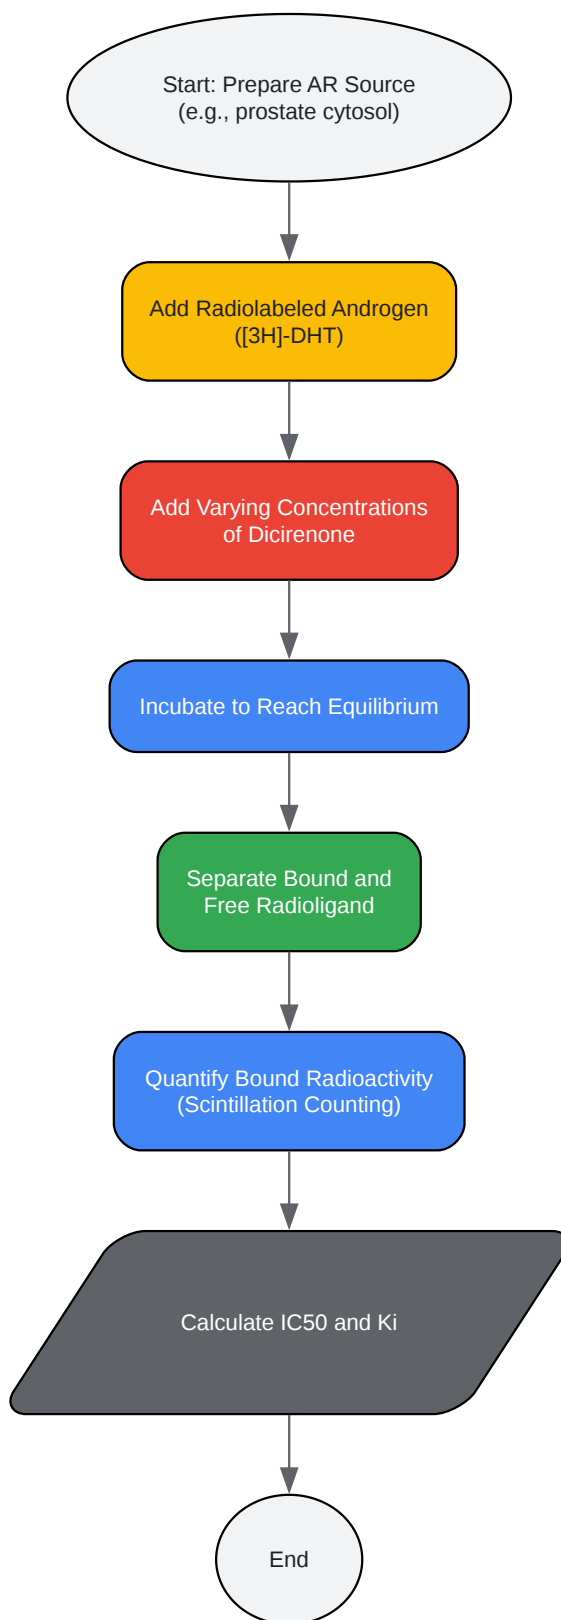 Start: Prepare AR Source
(e.g., prostate cytosol)
Add Radiolabeled Androgen
([3H]-DHT)
Add Varying Concentrations
of Dicirenone
Incubate to Reach Equilibrium
Separate Bound and
Free Radioligand
Quantify Bound Radioactivity
(Scintillation Counting)
Calculate IC50 and Ki
End